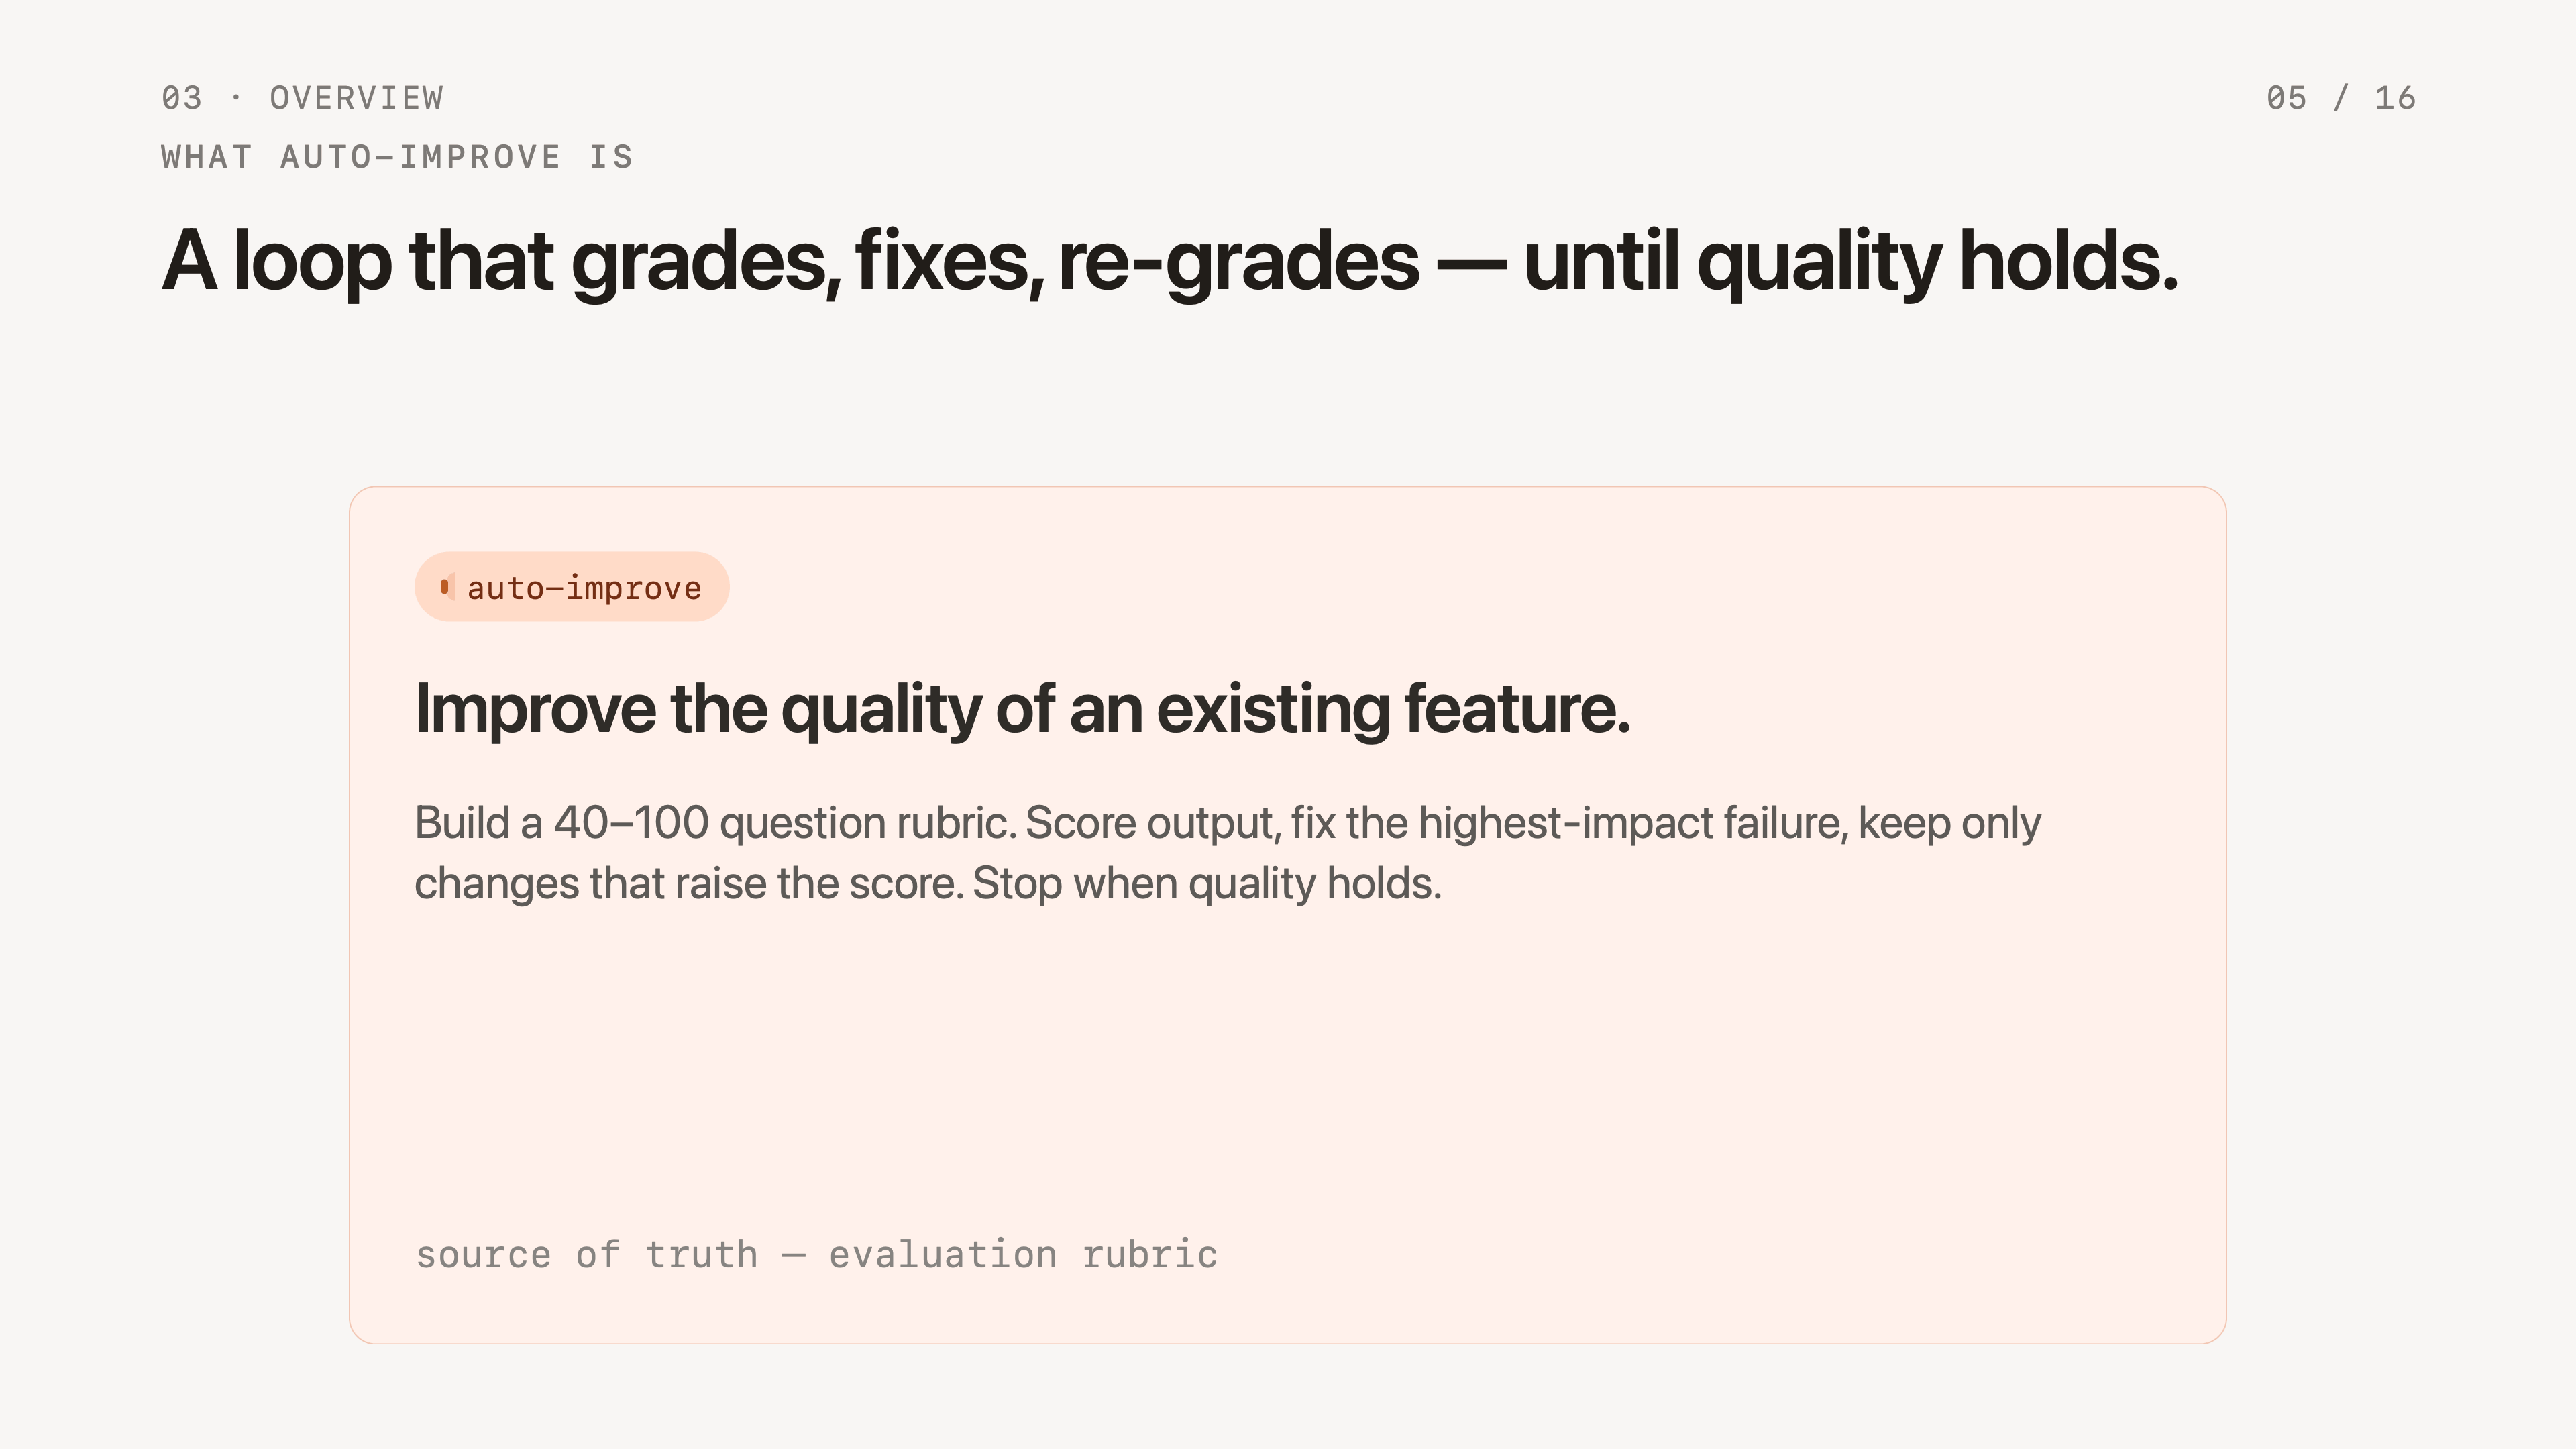 03 · OVERVIEW
05 / 16
WHAT AUTO–IMPROVE IS
A loop that grades, fixes, re-grades — until quality holds.
auto–improve
Improve the quality of an existing feature.
Build a 40–100 question rubric. Score output, fix the highest-impact failure, keep only
changes that raise the score. Stop when quality holds.
source of truth — evaluation rubric